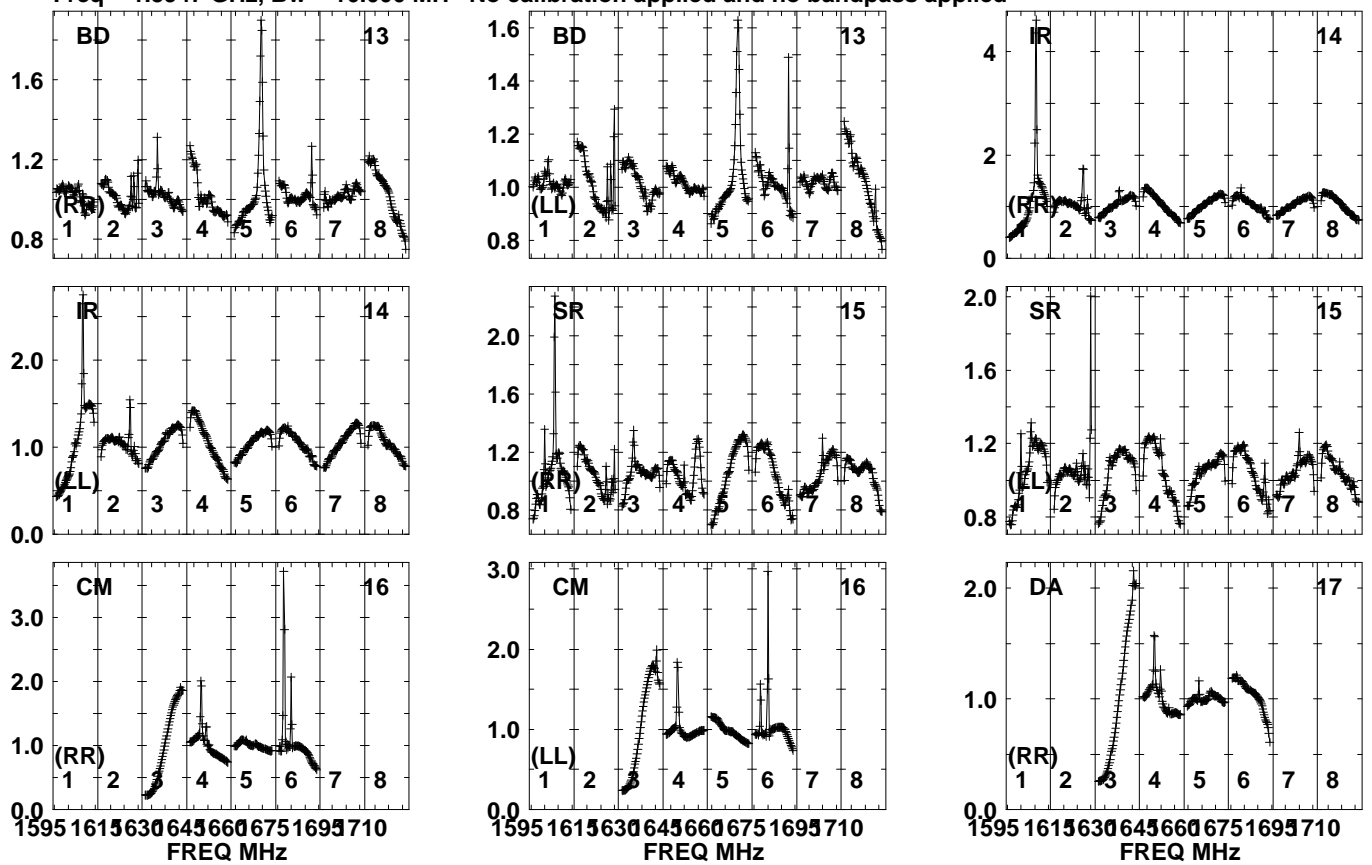 No calibration applied and no bandpass applied
BD 13
1.6
1.2
0.8
(RR)
1 2 3 4 5 6 7 8
BD 13
1.6
1.4
1.2
1.0
0.8
(LL)
1 2 3 4 5 6 7 8
IR 14
4
2
0
(RR)
1 2 3 4 5 6 7 8
IR 14
2.0
1.0
0.0
(LL)
1 2 3 4 5 6 7 8
SR 15
2.0
1.6
1.2
0.8
(RR)
1 2 3 4 5 6 7 8
SR 15
2.0
1.6
1.2
0.8
(LL)
1 2 3 4 5 6 7 8
CM 16
3.0
2.0
1.0
0.0
(RR)
1 2 3 4 5 6 7 8
1595 1615 1630 1645 1660 1675 1695 1710
FREQ MHz
CM 16
3.0
2.0
1.0
0.0
(LL)
1 2 3 4 5 6 7 8
1595 1615 1630 1645 1660 1675 1695 1710
FREQ MHz
DA 17
2.0
1.0
0.0
(RR)
1 2 3 4 5 6 7 8
1595 1615 1630 1645 1660 1675 1695 1710
FREQ MHz